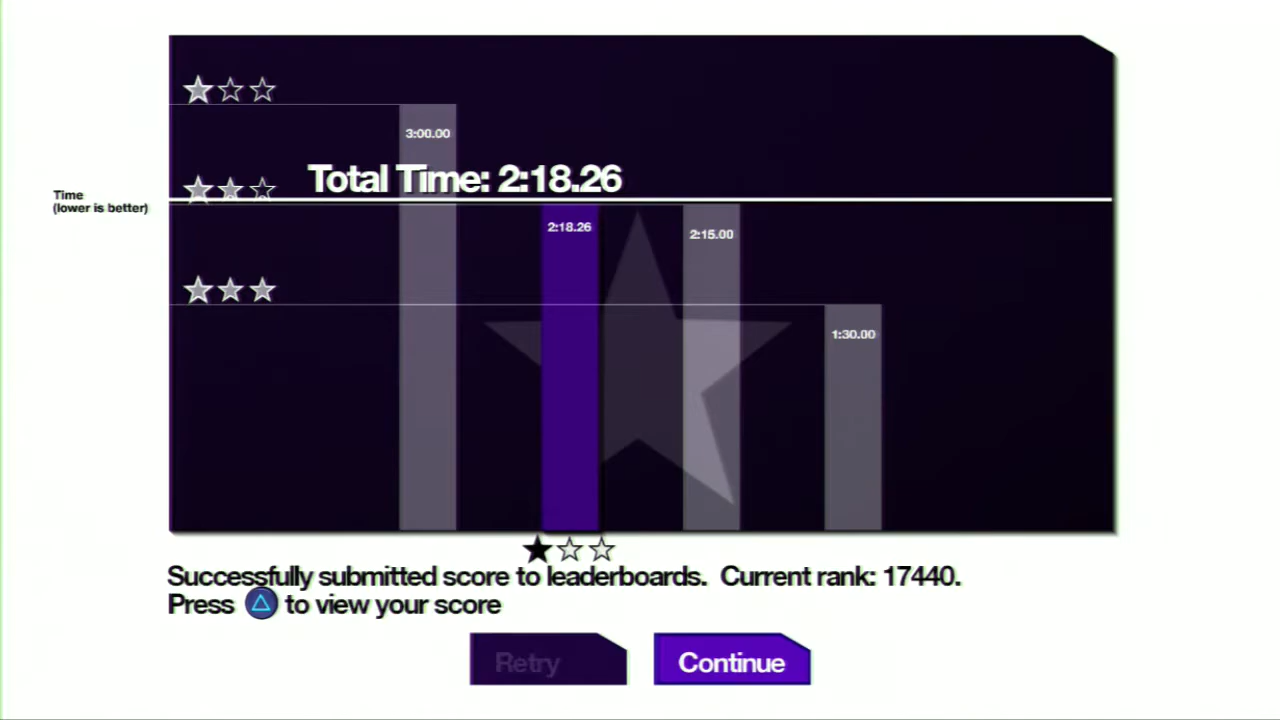 3:00.00
Total Time: 2:18.26
Time
(lower is better)
2:18.26
2:15.00
1:30.00
Successfully submitted score to leaderboards.  Current rank: 17440.
Press to view your score
Retry
Continue